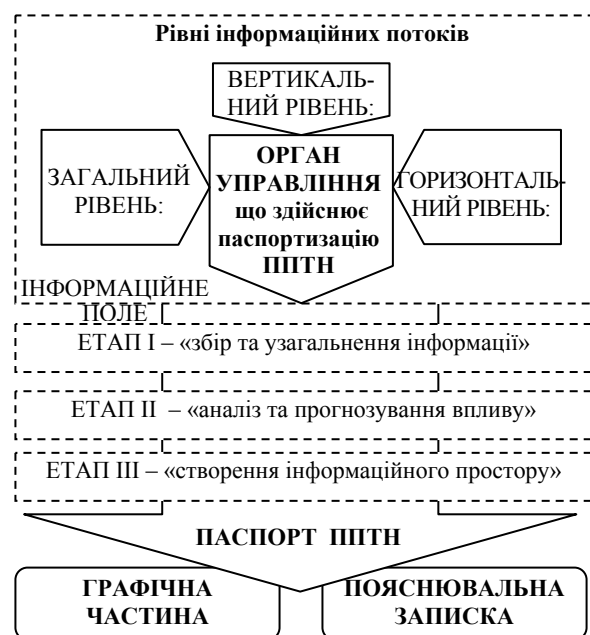 Рівні інформаційних потоків
ВЕРТИКАЛЬ-
НИЙ РІВЕНЬ:
ЗАГАЛЬНИЙ
РІВЕНЬ:
ОРГАН
УПРАВЛІННЯ
що здійснює
паспортизацію
ППТН
ГОРИЗОНТАЛЬ-
НИЙ РІВЕНЬ:
ІНФОРМАЦІЙНЕ
ПОЛЕ
ЕТАП І – «збір та узагальнення інформації»
ЕТАП ІІ – «аналіз та прогнозування впливу»
ЕТАП ІІІ – «створення інформаційного простору»
ПАСПОРТ ППТН
ГРАФІЧНА
ЧАСТИНА
ПОЯСНЮВАЛЬНА
ЗАПИСКА